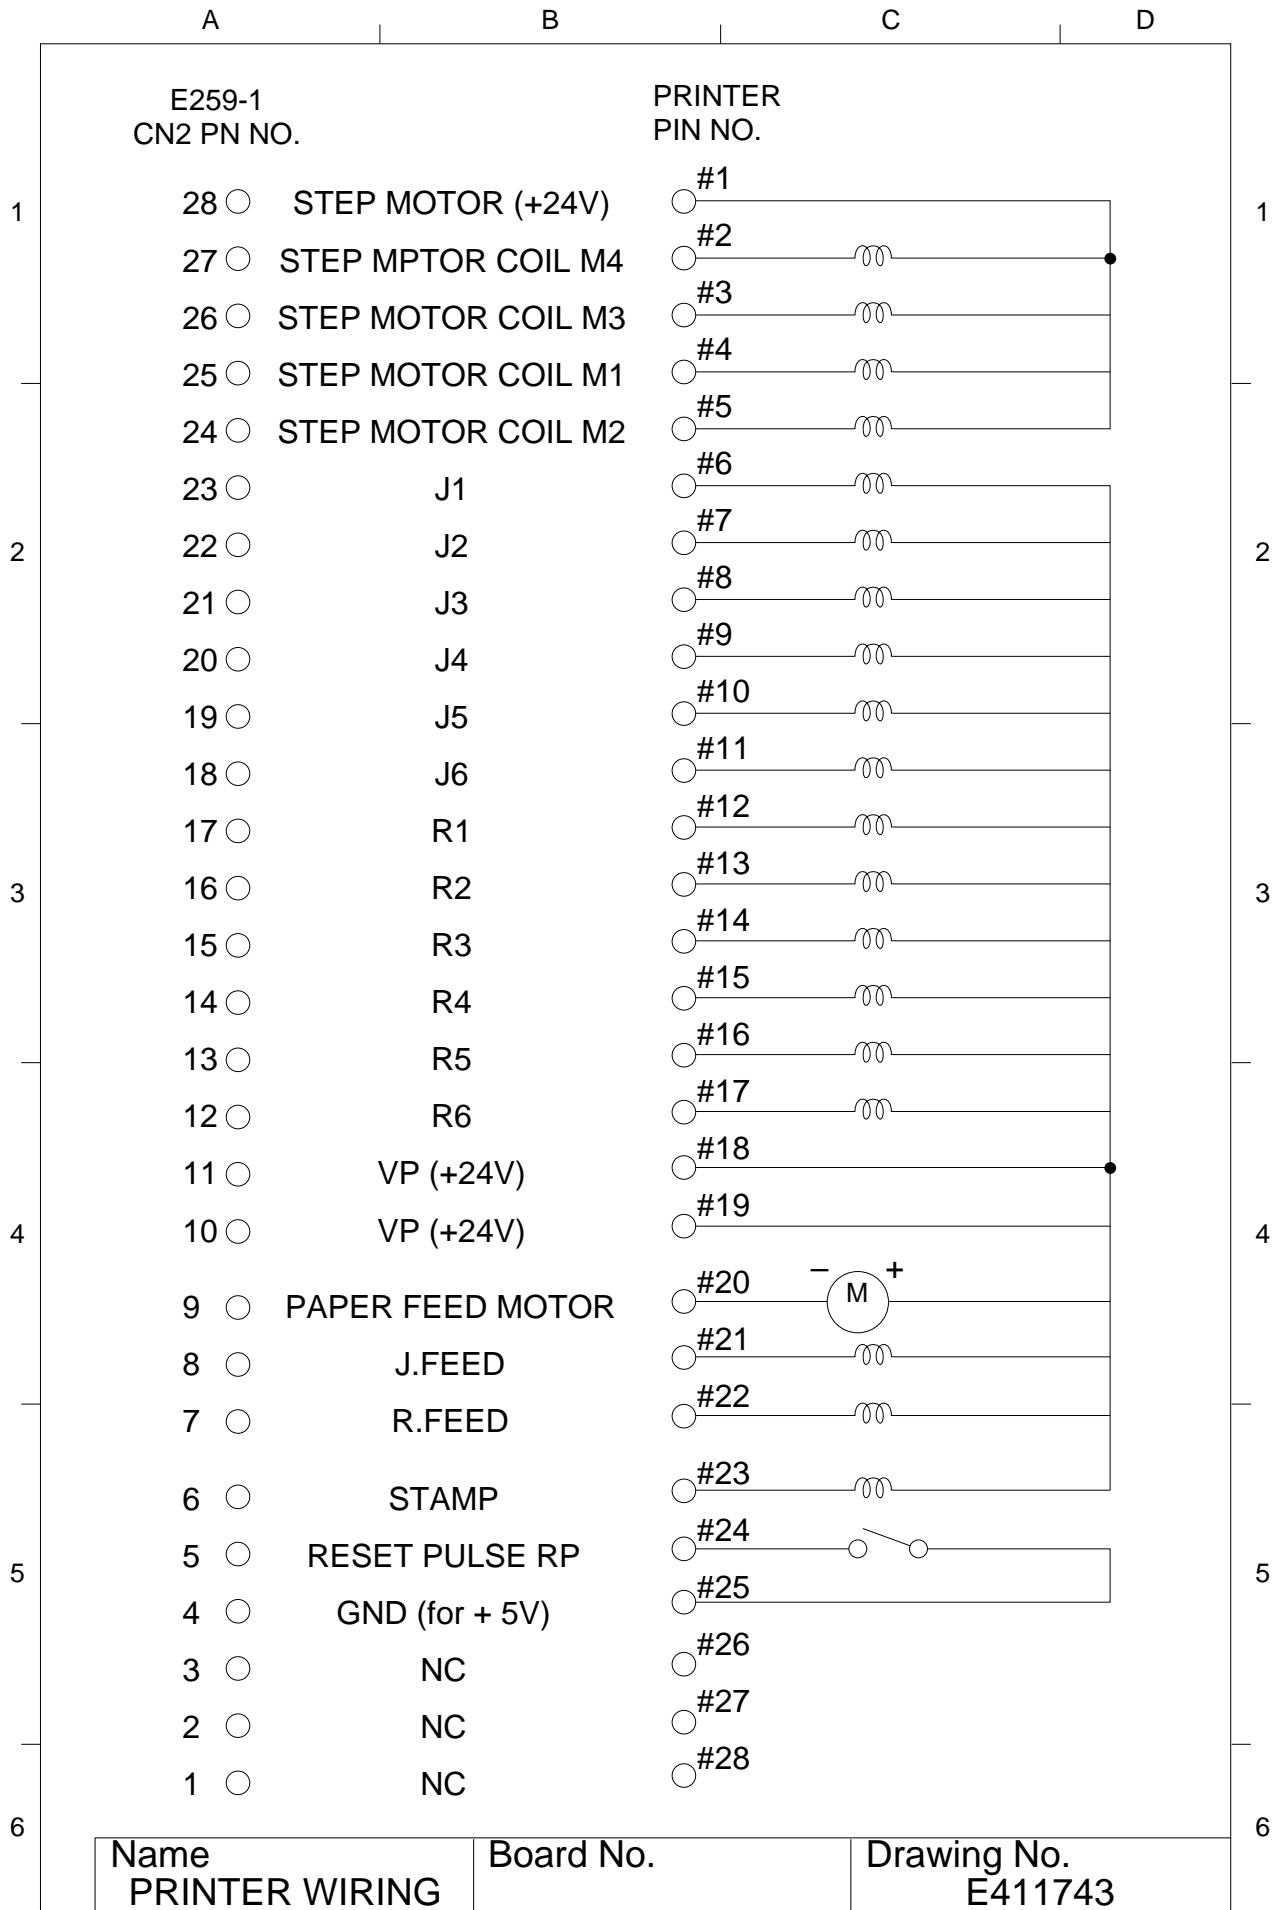 A B C D
E259-1 PRINTER
CN2 PN NO. PIN NO.
#1
1 28 STEP MOTOR (+24V) 1
#2
27 STEP MPTOR COIL M4
#3
26 STEP MOTOR COIL M3
#4
25 STEP MOTOR COIL M1
#5
24 STEP MOTOR COIL M2
#6
23 J1
#7
2 22 J2 2
#8
21 J3
#9
20 J4
#10
19 J5
#11
18 J6
#12
17 R1
#13
3 16 R2 3
#14
15 R3
#15
14 R4
#16
13 R5
#17
12 R6
#18
11 VP (+24V)
#19
4 10 VP (+24V) 4
– +
#20 M
9 PAPER FEED MOTOR
#21
8 J.FEED
#22
7 R.FEED
#23
6 STAMP
#24
5 RESET PULSE RP
5 #25 5
4 GND (for + 5V)
#26
3 NC
#27
2 NC
#28
1 NC
6 6
Name Board No. Drawing No.
PRINTER WIRING E411743